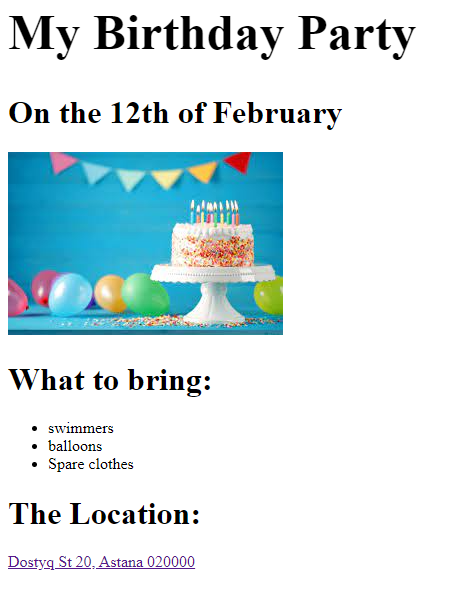 My Birthday Party
On the 12th of February
What to bring:
swimmers
balloons
Spare clothes
The Location:
Dostyq St 20, Astana 020000